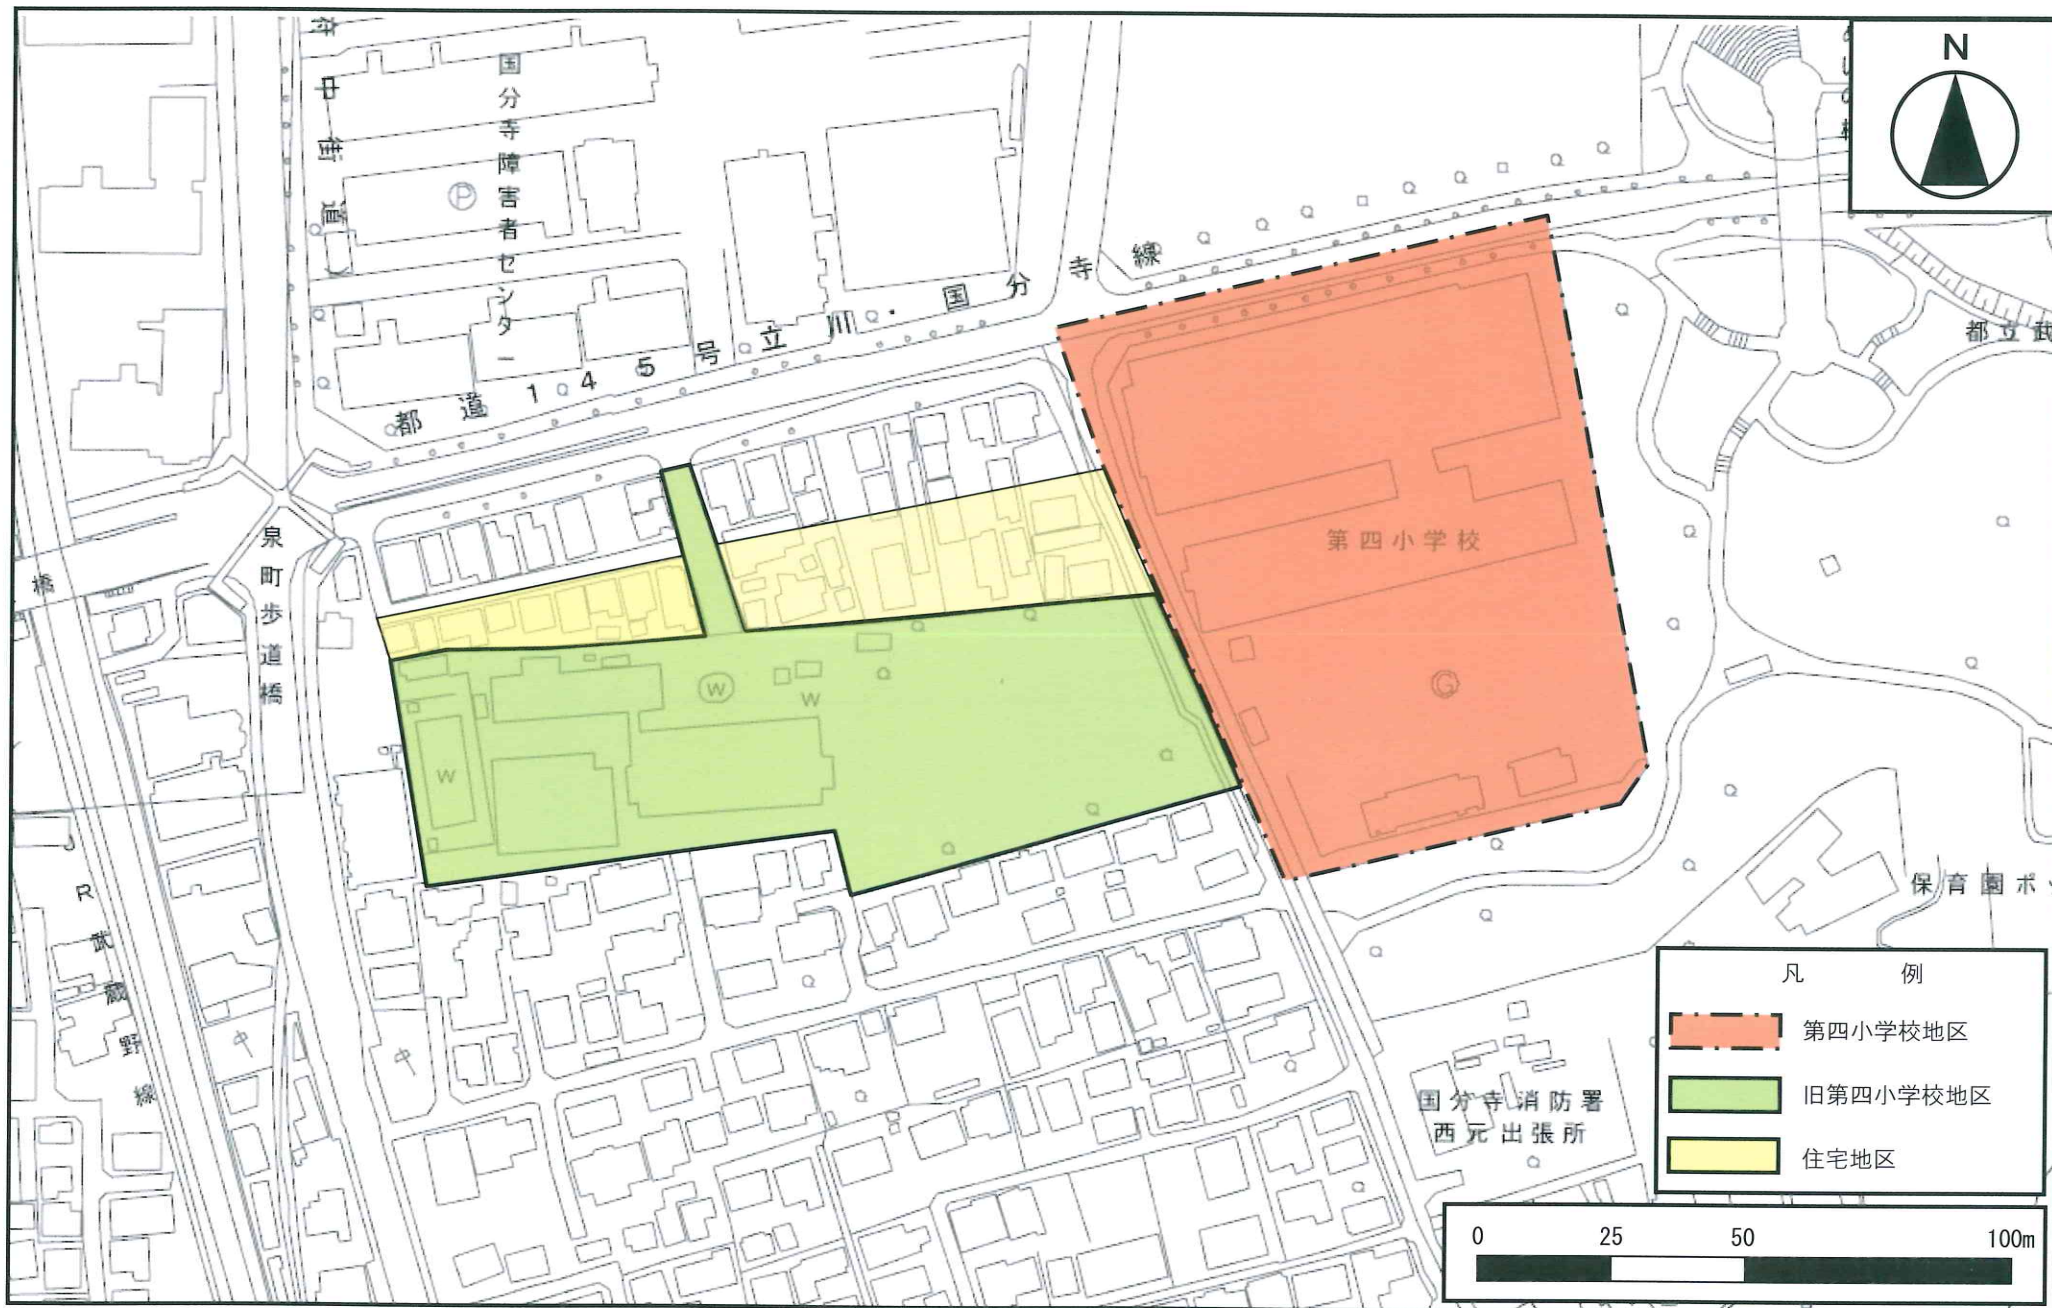 N
府中街道
国分寺障害者センター
P
都道145号立川・国分寺線
第四小学校
都立武
泉町歩道橋
橋
W
W
W
G
JR武蔵野線
保育園ポッ
国分寺消防署
西元出張所
凡例
第四小学校地区
旧第四小学校地区
住宅地区
0 25 50 100m